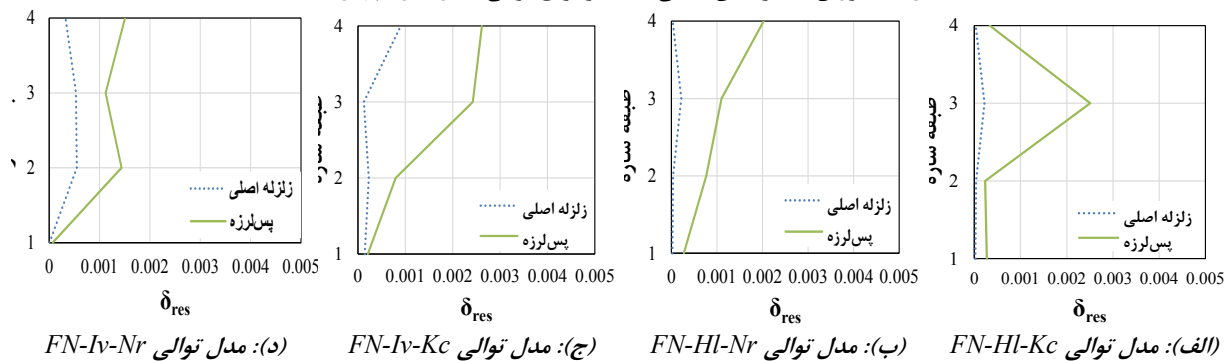 4
3
2
1
0 0.001 0.002 0.003 0.004 0.005
زلزله اصلی
پس‌لرزه
δres
(الف): مدل توالی FN-Hl-Kc
طبقه سازه
4
3
2
1
0 0.001 0.002 0.003 0.004 0.005
زلزله اصلی
پس‌لرزه
δres
(ب): مدل توالی FN-Hl-Nr
طبقه سازه
4
3
2
1
0 0.001 0.002 0.003 0.004 0.005
زلزله اصلی
پس‌لرزه
δres
(ج): مدل توالی FN-Iv-Kc
طبقه سازه
4
3
2
1
0 0.001 0.002 0.003 0.004 0.005
زلزله اصلی
پس‌لرزه
δres
(د): مدل توالی FN-Iv-Nr